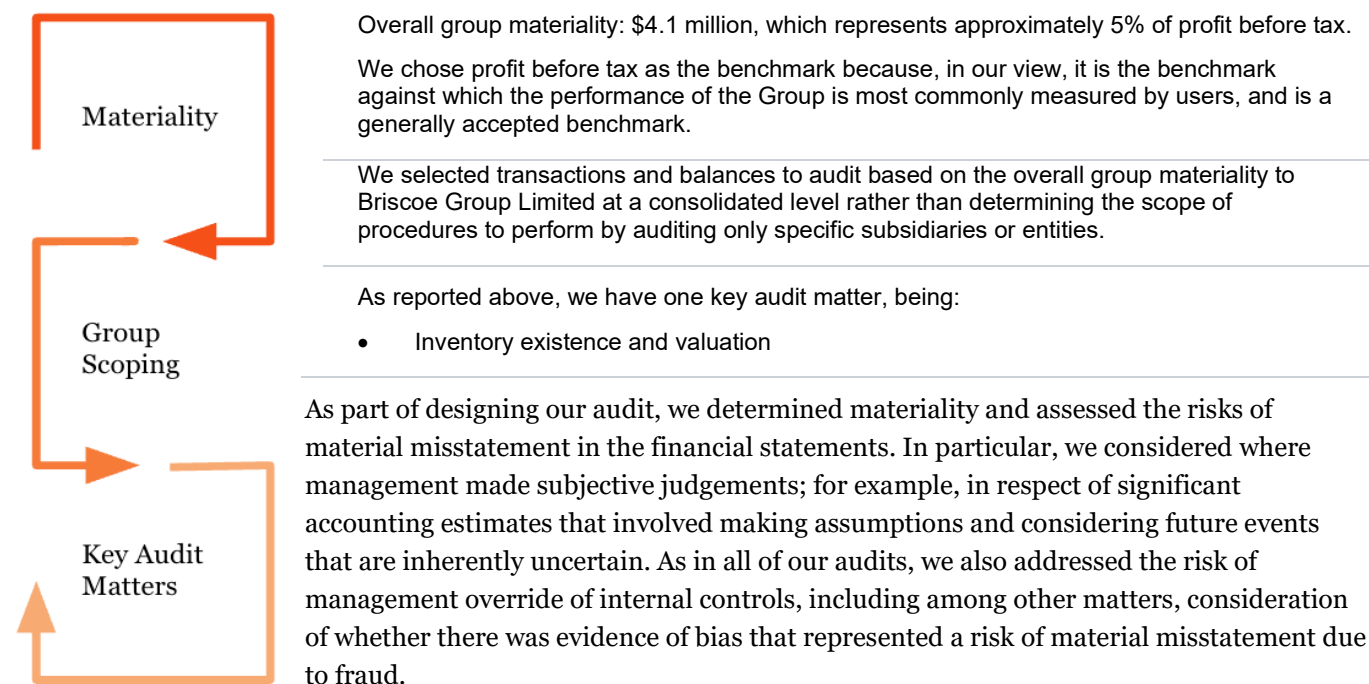 Materiality
Overall group materiality: $4.1 million, which represents approximately 5% of profit before tax.
We chose profit before tax as the benchmark because, in our view, it is the benchmark
against which the performance of the Group is most commonly measured by users, and is a
generally accepted benchmark.
Group
Scoping
We selected transactions and balances to audit based on the overall group materiality to
Briscoe Group Limited at a consolidated level rather than determining the scope of
procedures to perform by auditing only specific subsidiaries or entities.
Key Audit
Matters
As reported above, we have one key audit matter, being:
• Inventory existence and valuation
As part of designing our audit, we determined materiality and assessed the risks of
material misstatement in the financial statements. In particular, we considered where
management made subjective judgements; for example, in respect of significant
accounting estimates that involved making assumptions and considering future events
that are inherently uncertain. As in all of our audits, we also addressed the risk of
management override of internal controls, including among other matters, consideration
of whether there was evidence of bias that represented a risk of material misstatement due
to fraud.